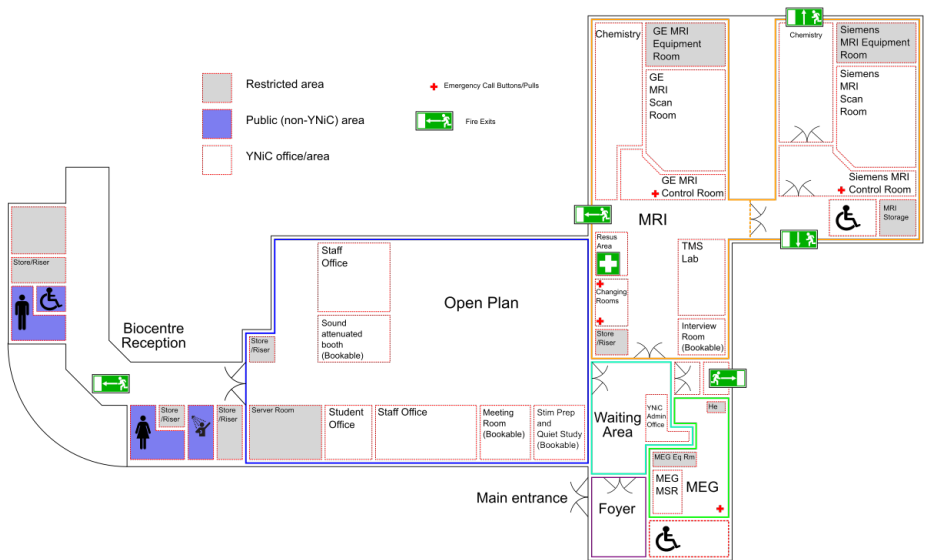 Restricted area
Public (non-YNiC) area
YNiC office/area
Emergency Call Buttons/Pulls
Fire Exits
Chemistry
GE MRI
Equipment
Room
GE
MRI
Scan
Room
GE MRI
Control Room
Chemistry
Siemens
MRI Equipment
Room
Siemens
MRI
Scan
Room
Siemens MRI
Control Room
MRI
Storage
MRI
Resus
Area
Changing
Rooms
Store
/Riser
TMS
Lab
Interview
Room
(Bookable)
Store/Riser
Biocentre
Reception
Staff
Office
Sound
attenuated
booth
(Bookable)
Open Plan
Store
/Riser
Store
/Riser
Store
/Riser
Server Room
Student
Office
Staff Office
Meeting
Room
(Bookable)
Stim Prep
and
Quiet Study
(Bookable)
Waiting
Area
YNiC
Admin
Office
He
MEG Eq Rm
MEG
MSR
MEG
Main entrance
Foyer